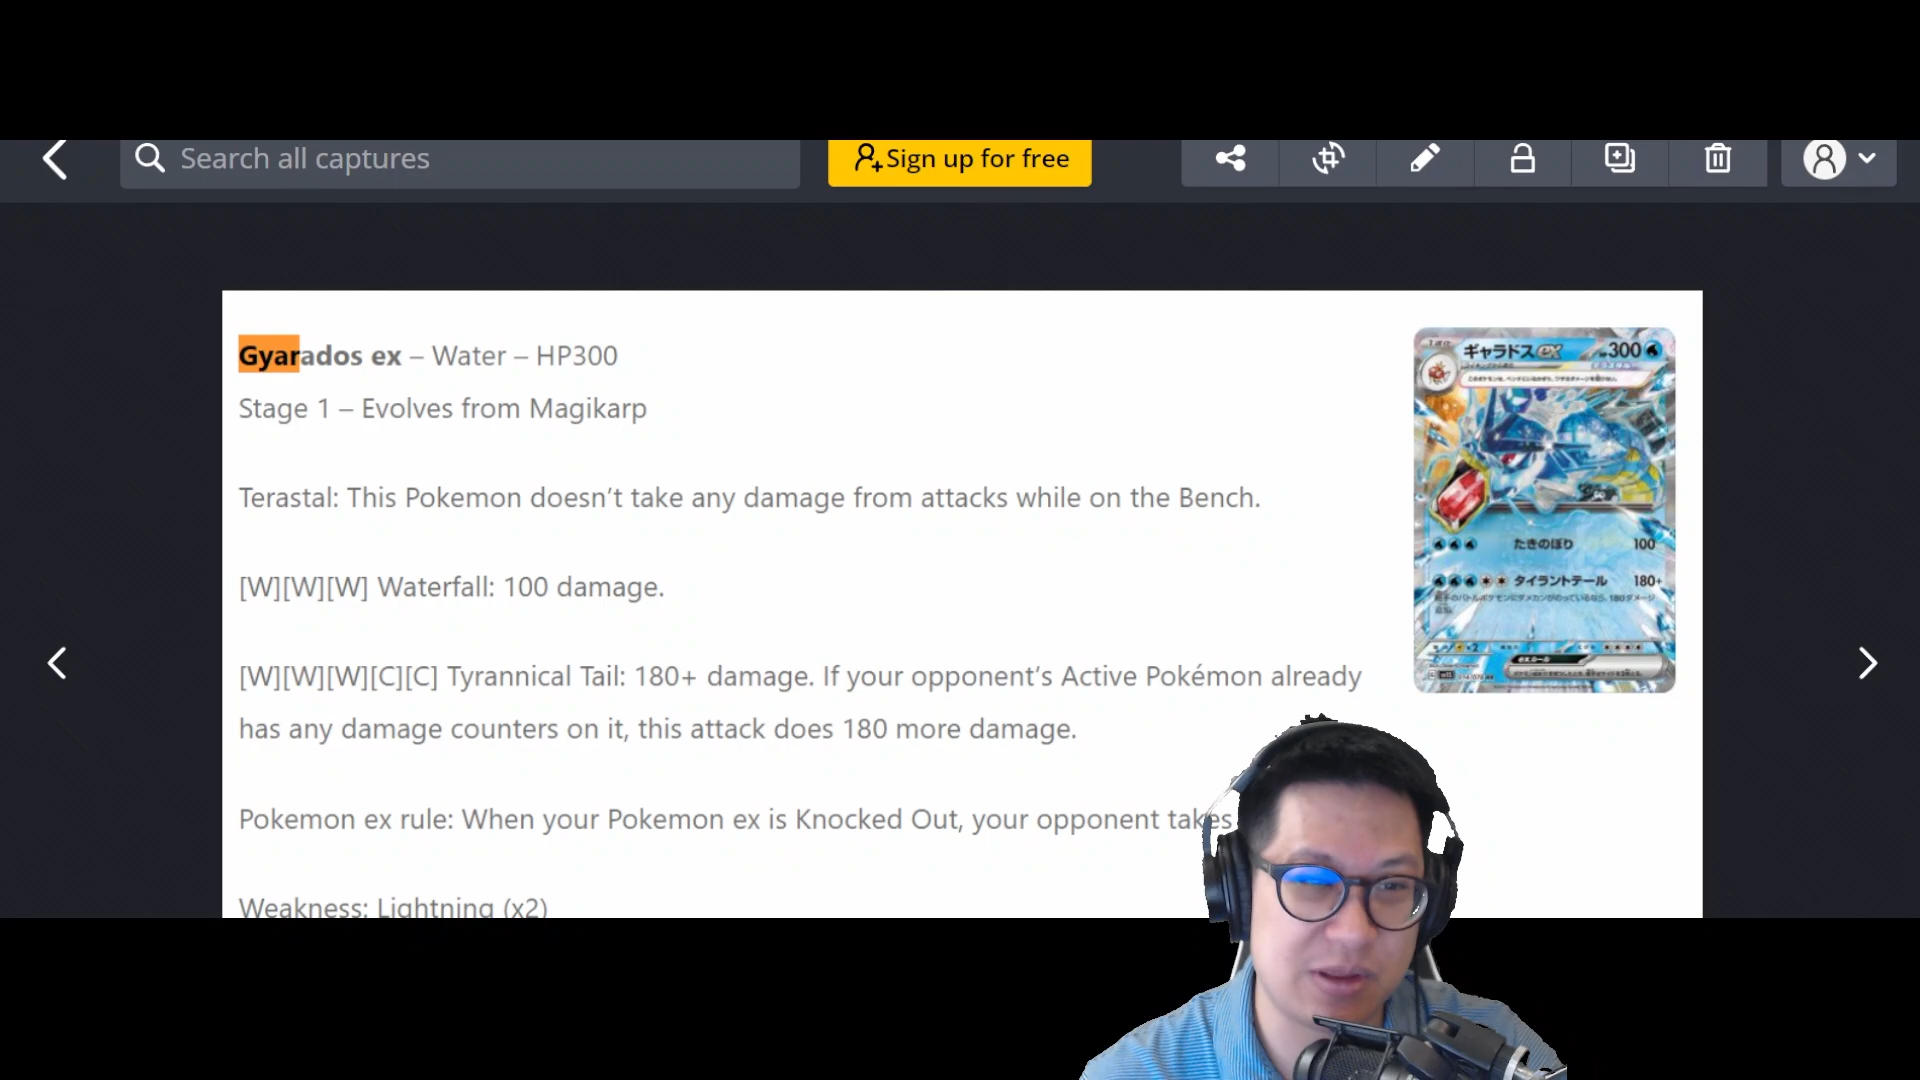 Search all captures
Sign up for free
Gyarados ex – Water – HP300
Stage 1 – Evolves from Magikarp
Terastal: This Pokemon doesn’t take any damage from attacks while on the Bench.
[W][W][W] Waterfall: 100 damage.
[W][W][W][C][C] Tyrannical Tail: 180+ damage. If your opponent’s Active Pokémon already
has any damage counters on it, this attack does 180 more damage.
Pokemon ex rule: When your Pokemon ex is Knocked Out, your opponent takes
Weakness: Lightning (x2)
ギャラドスex 300
たきのぼり 100
タイラントテール 180+